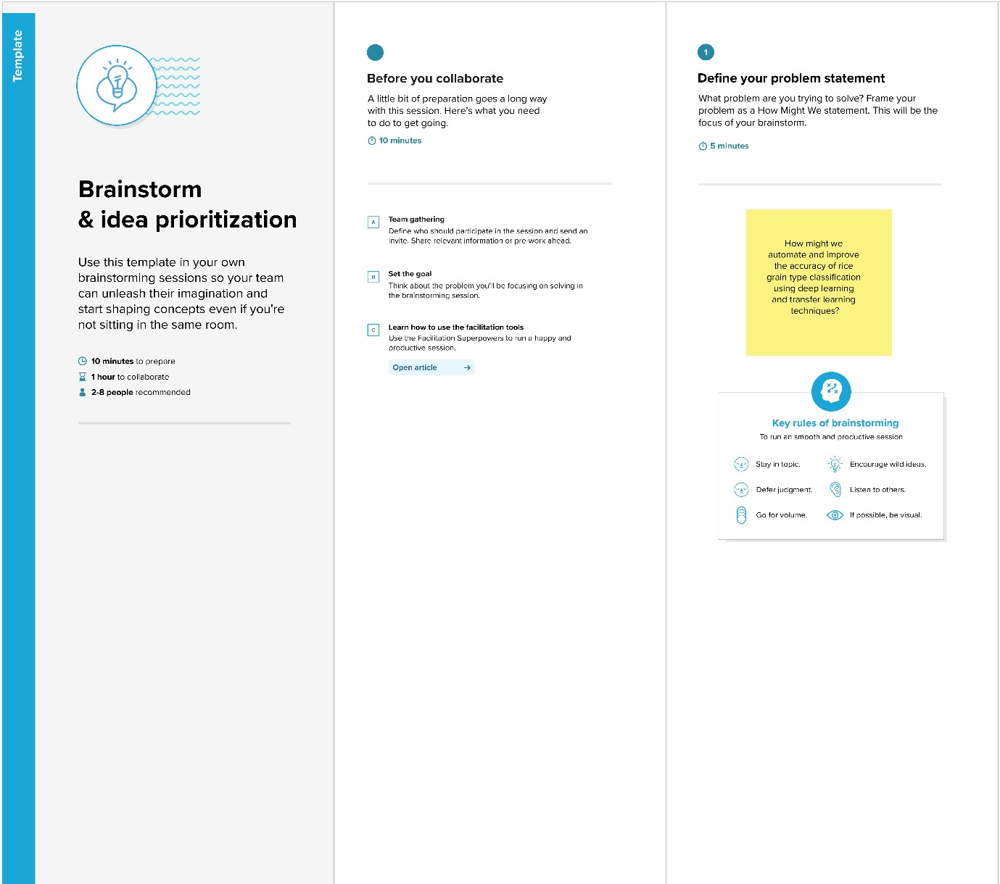 Template
Brainstorm
& idea prioritization
Use this template in your own
brainstorming sessions so your team
can unleash their imagination and
start shaping concepts even if you're
not sitting in the same room.
10 minutes to prepare
1 hour to collaborate
2-8 people recommended
Before you collaborate
A little bit of preparation goes a long way
with this session. Here's what you need
to do to get going.
10 minutes
A
Team gathering
Define who should participate in the session and send an
invite. Share relevant information or pre-work ahead.
B
Set the goal
Think about the problem you'll be focusing on solving in
the brainstorming session.
C
Learn how to use the facilitation tools
Use the Facilitation Superpowers to run a happy and
productive session.
Open article
1
Define your problem statement
What problem are you trying to solve? Frame your
problem as a How Might We statement. This will be the
focus of your brainstorm.
5 minutes
How might we
automate and improve
the accuracy of rice
grain type classification
using deep learning
and transfer learning
techniques?
Key rules of brainstorming
To run an smooth and productive session
Stay in topic.
Encourage wild ideas.
Defer judgment.
Listen to others.
Go for volume.
If possible, be visual.